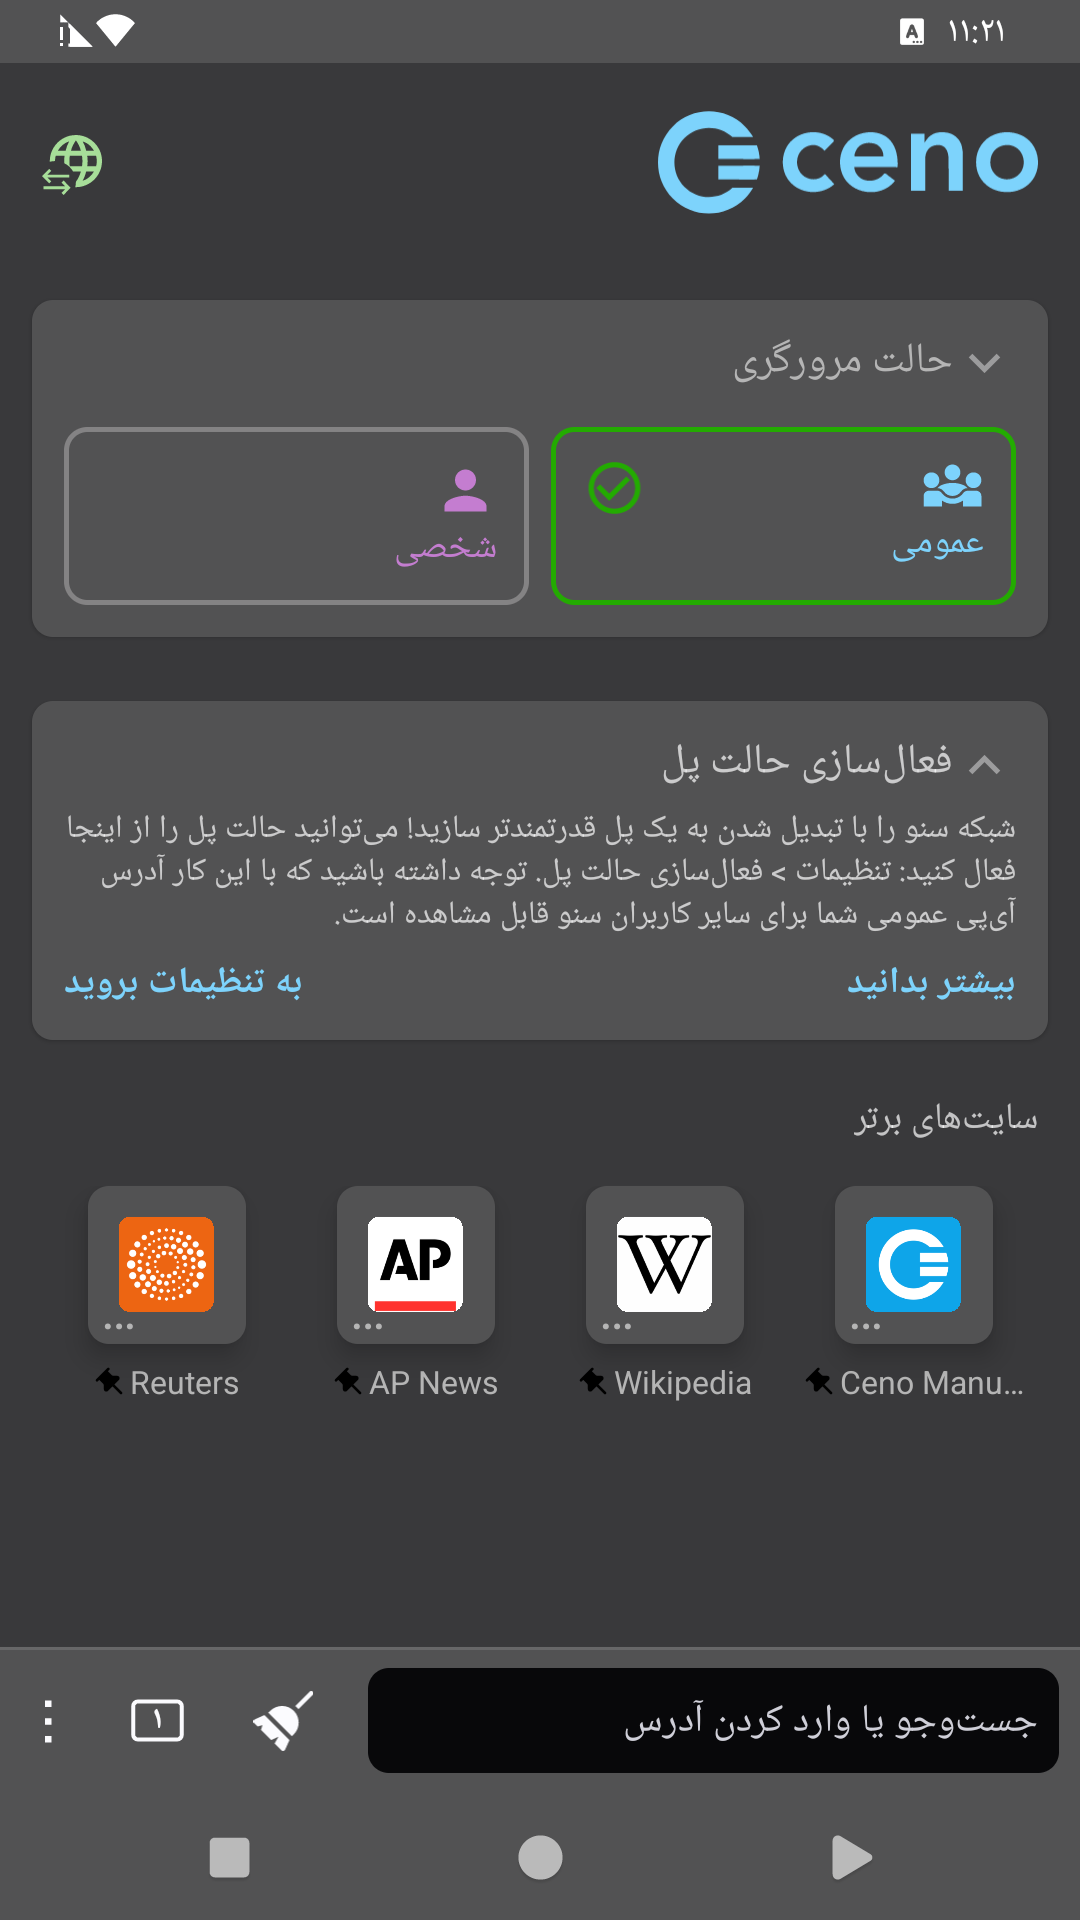 ۱۱:۲۱
ceno
حالت مرورگری
عمومی
شخصی
فعال‌سازی حالت پل
شبکه سنو را با تبدیل شدن به یک پل قدرتمندتر سازید! می‌توانید حالت پل را از اینجا
فعال کنید: تنظیمات > فعال‌سازی حالت پل. توجه داشته باشید که با این کار آدرس
آی‌پی عمومی شما برای سایر کاربران سنو قابل مشاهده است.
بیشتر بدانید
به تنظیمات بروید
سایت‌های برتر
AP
W
Ceno Manu...
Wikipedia
AP News
Reuters
جست‌وجو یا وارد کردن آدرس
۱